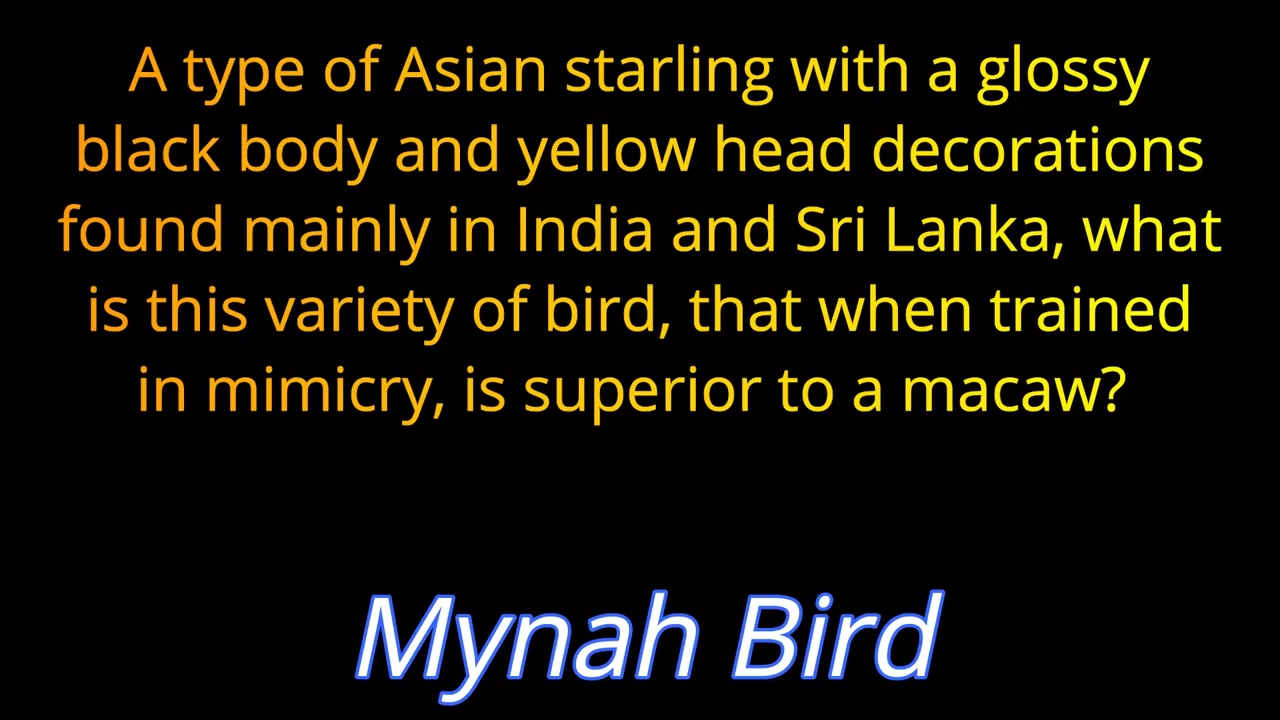 A type of Asian starling with a glossy
black body and yellow head decorations
found mainly in India and Sri Lanka, what
is this variety of bird, that when trained
in mimicry, is superior to a macaw?
Mynah Bird